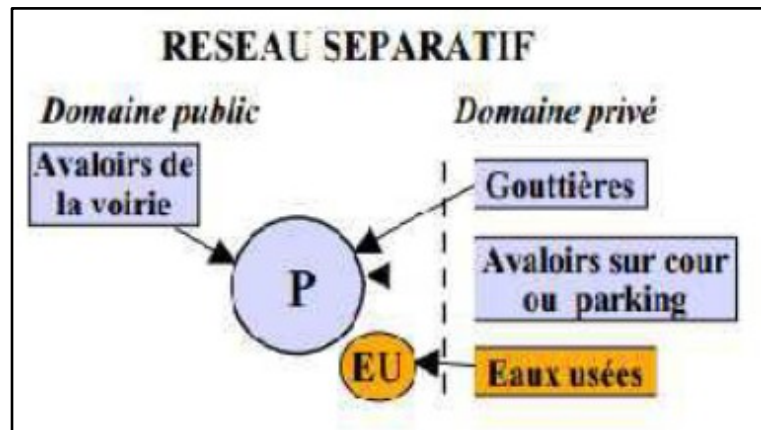 RESEAU SEPARATIF
Domaine public
Domaine privé
Avaloirs de
la voirie
Gouttières
P
Avaloirs sur cour
ou parking
EU
Eaux usées